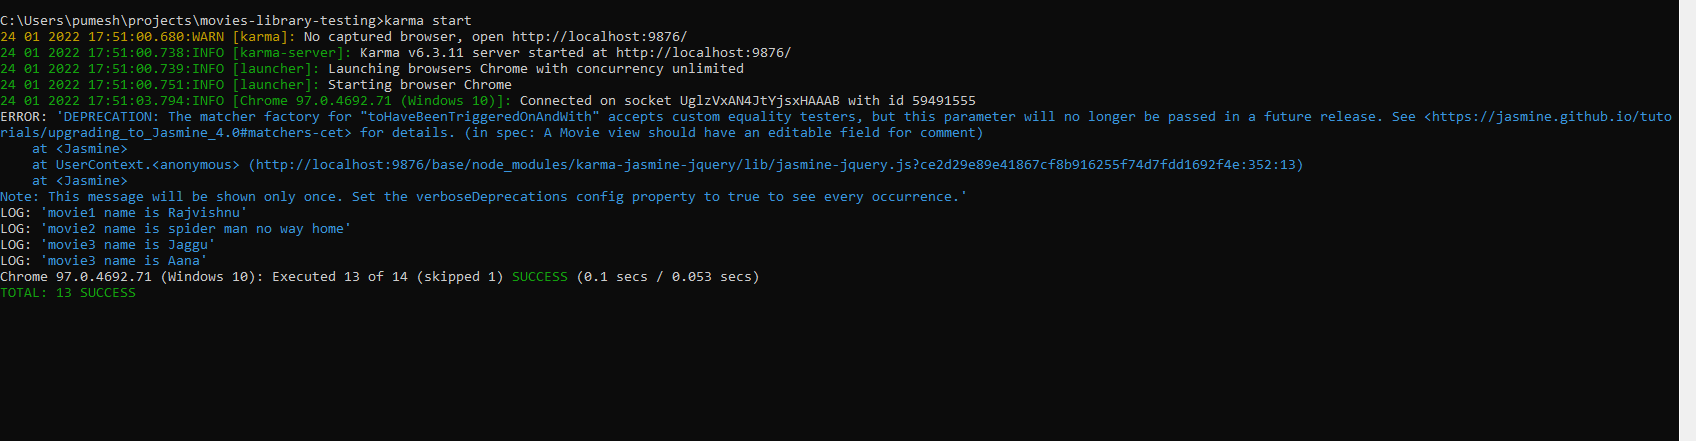 C:\Users\pumesh\projects\movies-library-testing>karma start
24 01 2022 17:51:00.680:WARN [karma]: No captured browser, open http://localhost:9876/
24 01 2022 17:51:00.738:INFO [karma-server]: Karma v6.3.11 server started at http://localhost:9876/
24 01 2022 17:51:00.739:INFO [launcher]: Launching browsers Chrome with concurrency unlimited
24 01 2022 17:51:00.751:INFO [launcher]: Starting browser Chrome
24 01 2022 17:51:03.794:INFO [Chrome 97.0.4692.71 (Windows 10)]: Connected on socket UglzVxAN4JtYjsxHAAAB with id 59491555
ERROR: 'DEPRECATION: The matcher factory for "toHaveBeenTriggeredOnAndWith" accepts custom equality testers, but this parameter will no longer be passed in a future release. See <https://jasmine.github.io/tuto
rials/upgrading_to_Jasmine_4.0#matchers-cet> for details. (in spec: A Movie view should have an editable field for comment)
    at <Jasmine>
    at UserContext.<anonymous> (http://localhost:9876/base/node_modules/karma-jasmine-jquery/lib/jasmine-jquery.js?ce2d29e89e41867cf8b916255f74d7fdd1692f4e:352:13)
    at <Jasmine>
Note: This message will be shown only once. Set the verboseDeprecations config property to true to see every occurrence.'
LOG: 'movie1 name is Rajvishnu'
LOG: 'movie2 name is spider man no way home'
LOG: 'movie3 name is Jaggu'
LOG: 'movie3 name is Aana'
Chrome 97.0.4692.71 (Windows 10): Executed 13 of 14 (skipped 1) SUCCESS (0.1 secs / 0.053 secs)
TOTAL: 13 SUCCESS